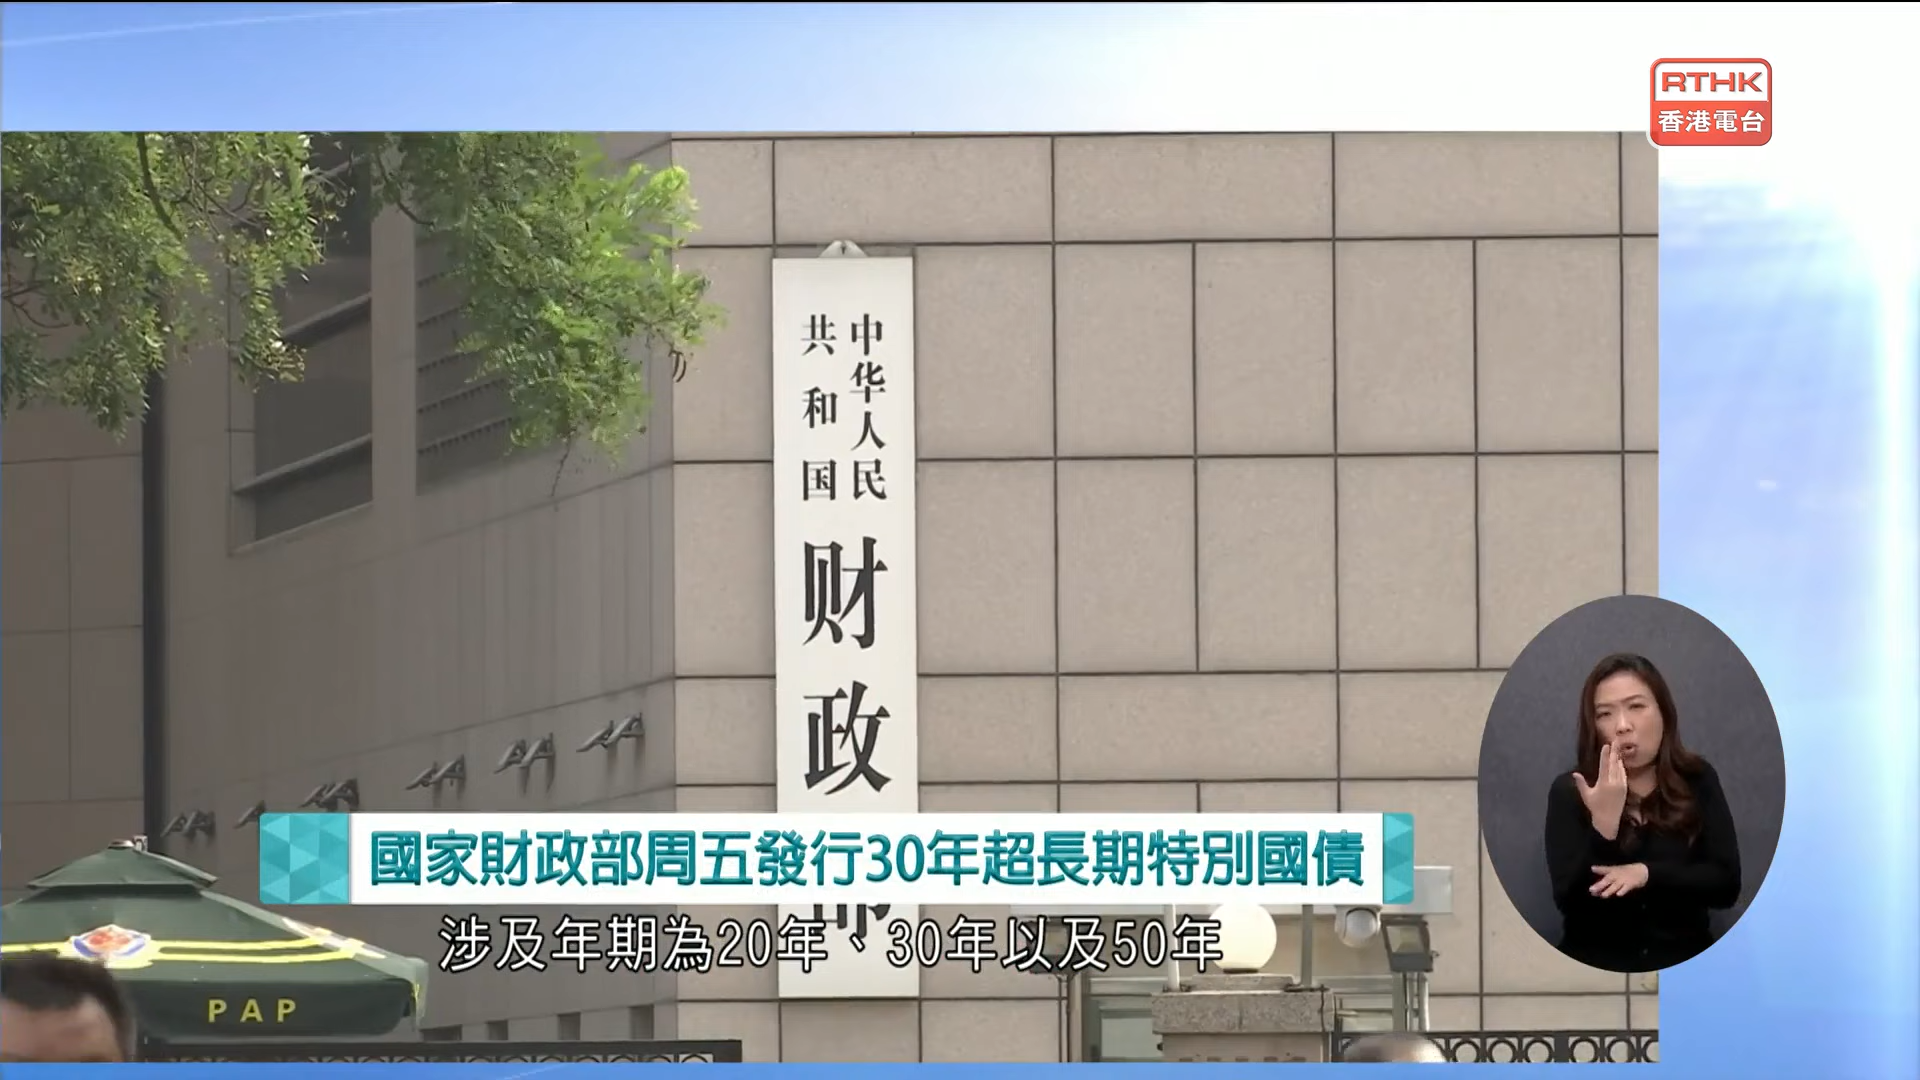 RTHK
香港電台
中华人民
共和国
财政部
國家財政部周五發行30年超長期特別國債
涉及年期為20年、30年以及50年
PAP